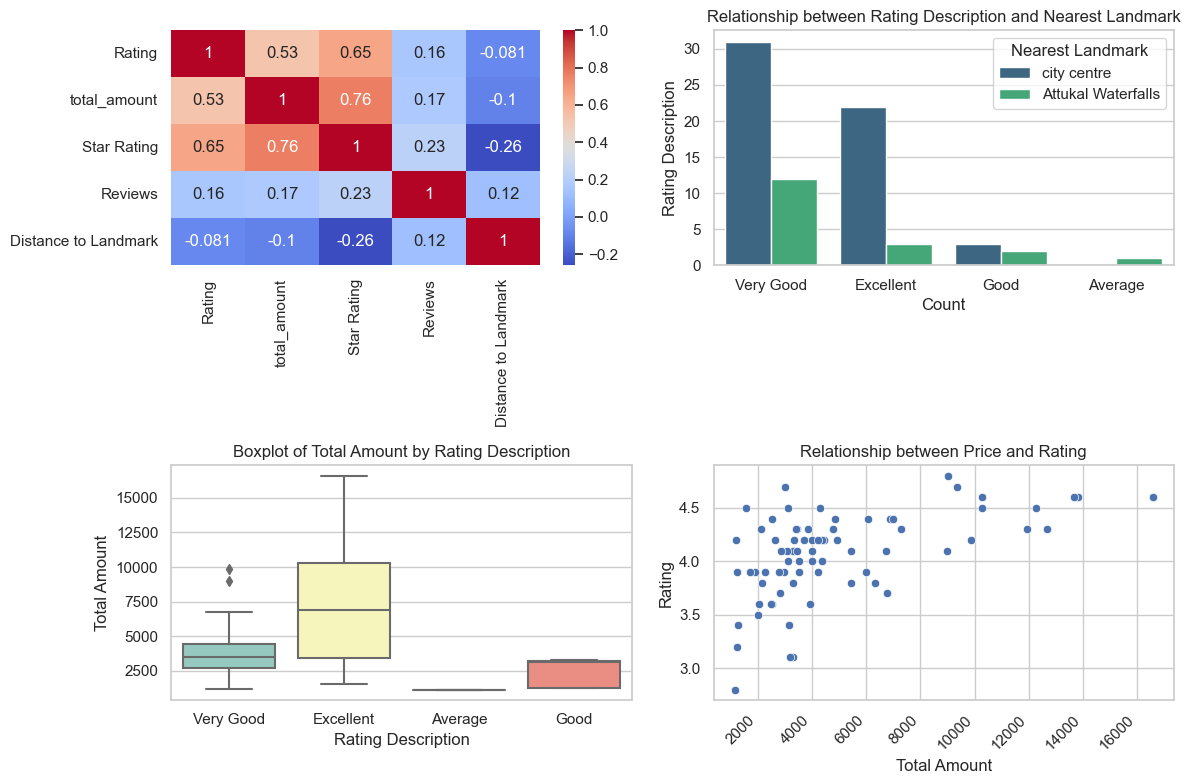 Rating 1 0.53 0.65 0.16 -0.081
total_amount 0.53 1 0.76 0.17 -0.1
Star Rating 0.65 0.76 1 0.23 -0.26
Reviews 0.16 0.17 0.23 1 0.12
Distance to Landmark -0.081 -0.1 -0.26 0.12 1
Rating
total_amount
Star Rating
Reviews
Distance to Landmark
1.0
0.8
0.6
0.4
0.2
0.0
−0.2
Relationship between Rating Description and Nearest Landmark
Rating Description
30
25
20
15
10
5
0
Nearest Landmark
city centre
Attukal Waterfalls
Very Good Excellent Good Average
Count
Boxplot of Total Amount by Rating Description
Total Amount
15000
12500
10000
7500
5000
2500
Very Good Excellent Average Good
Rating Description
Relationship between Price and Rating
Rating
4.5
4.0
3.5
3.0
2000 4000 6000 8000 10000 12000 14000 16000
Total Amount